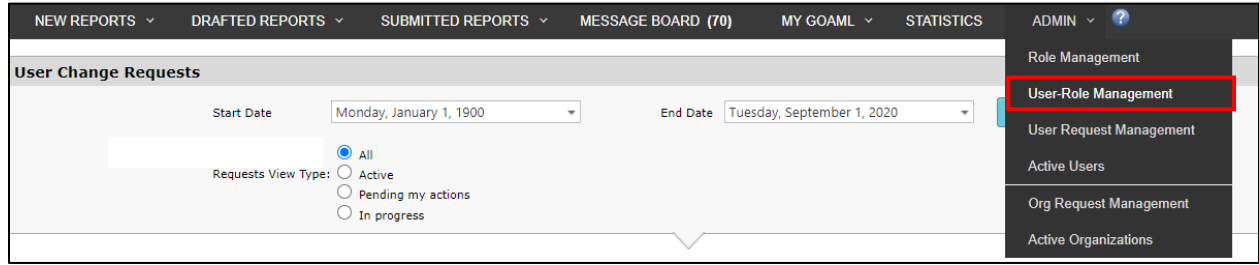 NEW REPORTS DRAFTED REPORTS SUBMITTED REPORTS MESSAGE BOARD (70) MY GOAML STATISTICS ADMIN ?
User Change Requests
Start Date Monday, January 1, 1900 End Date Tuesday, September 1, 2020
Requests View Type:
All
Active
Pending my actions
In progress
Role Management
User-Role Management
User Request Management
Active Users
Org Request Management
Active Organizations